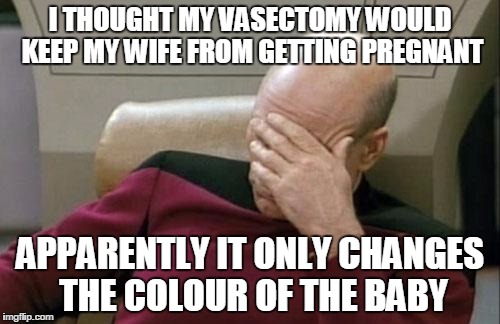 I THOUGHT MY VASECTOMY WOULD
KEEP MY WIFE FROM GETTING PREGNANT
APPARENTLY IT ONLY CHANGES
THE COLOUR OF THE BABY
imgflip.com